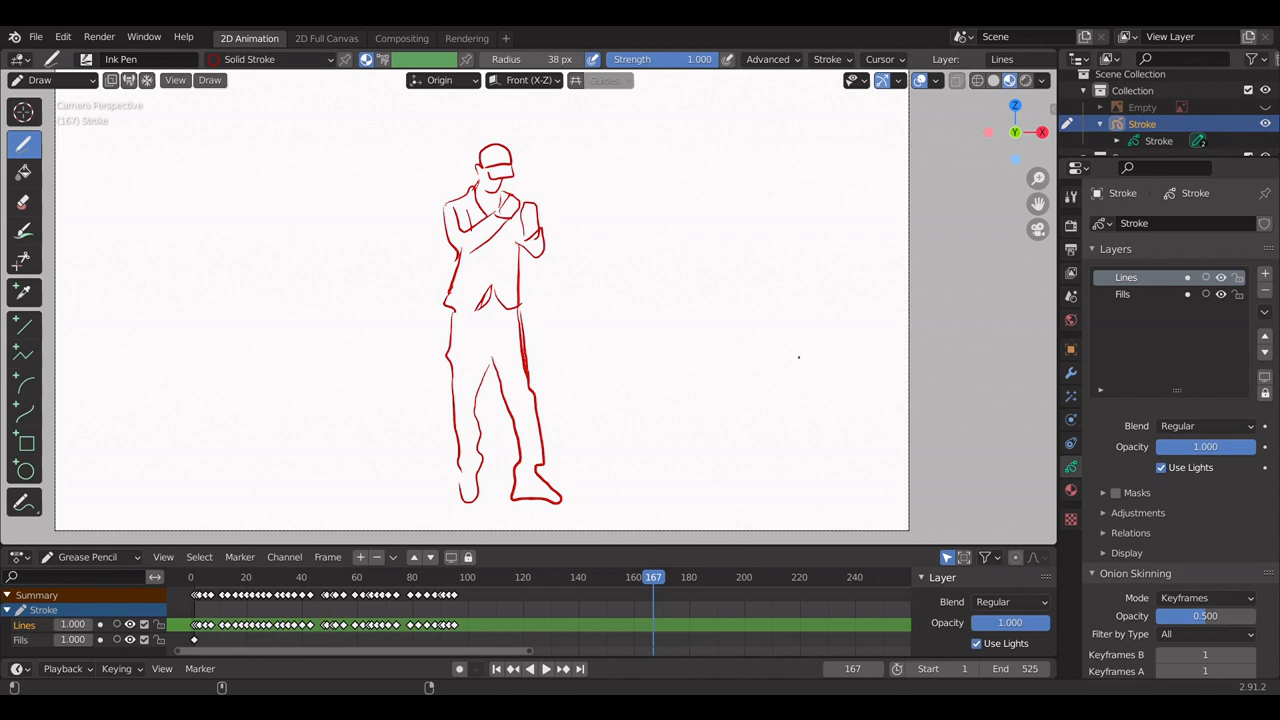 File Edit Render Window Help 2D Animation 2D Full Canvas Compositing Rendering + Scene View Layer
Ink Pen Solid Stroke Radius 38 px Strength 1.000 Advanced Stroke Cursor Layer: Lines
Scene Collection
Draw View Draw Origin Front (X-Z) Guides
Collection
Camera Perspective
(167) Stroke
Empty
Stroke
Stroke 2
Z
Y
X
Stroke Stroke
Stroke
Layers
Lines
Fills
Blend Regular
Opacity 1.000
Use Lights
Masks
Adjustments
Relations
Display
Onion Skinning
Mode Keyframes
Opacity 0.500
Filter by Type All
Keyframes B 1
Keyframes A 1
Grease Pencil View Select Marker Channel Frame
0 20 40 60 80 100 120 140 160 167 180 200 220 240
Layer
Summary
Blend Regular
Stroke
Lines 1.000
Opacity 1.000
Fills 1.000
Use Lights
Playback Keying View Marker 167 Start 1 End 525
2.91.2